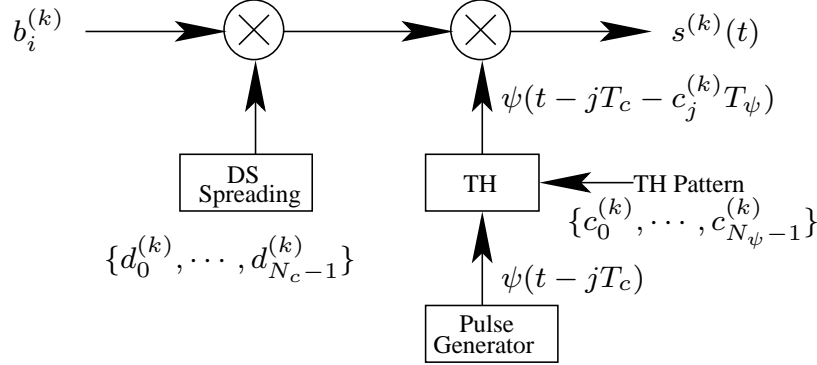 b_i^{(k)}
s^{(k)}(t)
ψ(t − jT_c − c_j^{(k)}T_ψ)
DS
Spreading
TH
TH Pattern
{d_0^{(k)}, ⋯ , d_{N_c−1}^{(k)}}
{c_0^{(k)}, ⋯ , c_{N_ψ−1}^{(k)}}
ψ(t − jT_c)
Pulse
Generator